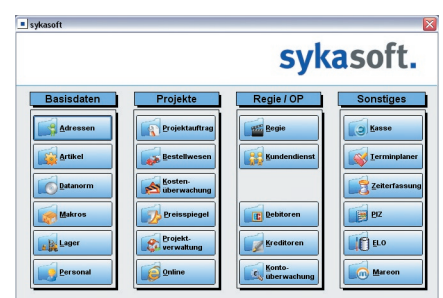 sykasoft
sykasoft.
Basisdaten
Adressen
Artikel
Datanorm
Makros
Lager
Personal
Projekte
Projektauftrag
Bestellwesen
Kosten-
überwachung
Preisspiegel
Projekt-
verwaltung
Online
Regie / OP
Regie
Kundendienst
Debitoren
Kreditoren
Konto-
überwachung
Sonstiges
Kasse
Terminplaner
Zeiterfassung
PIZ
ELO
Mareon